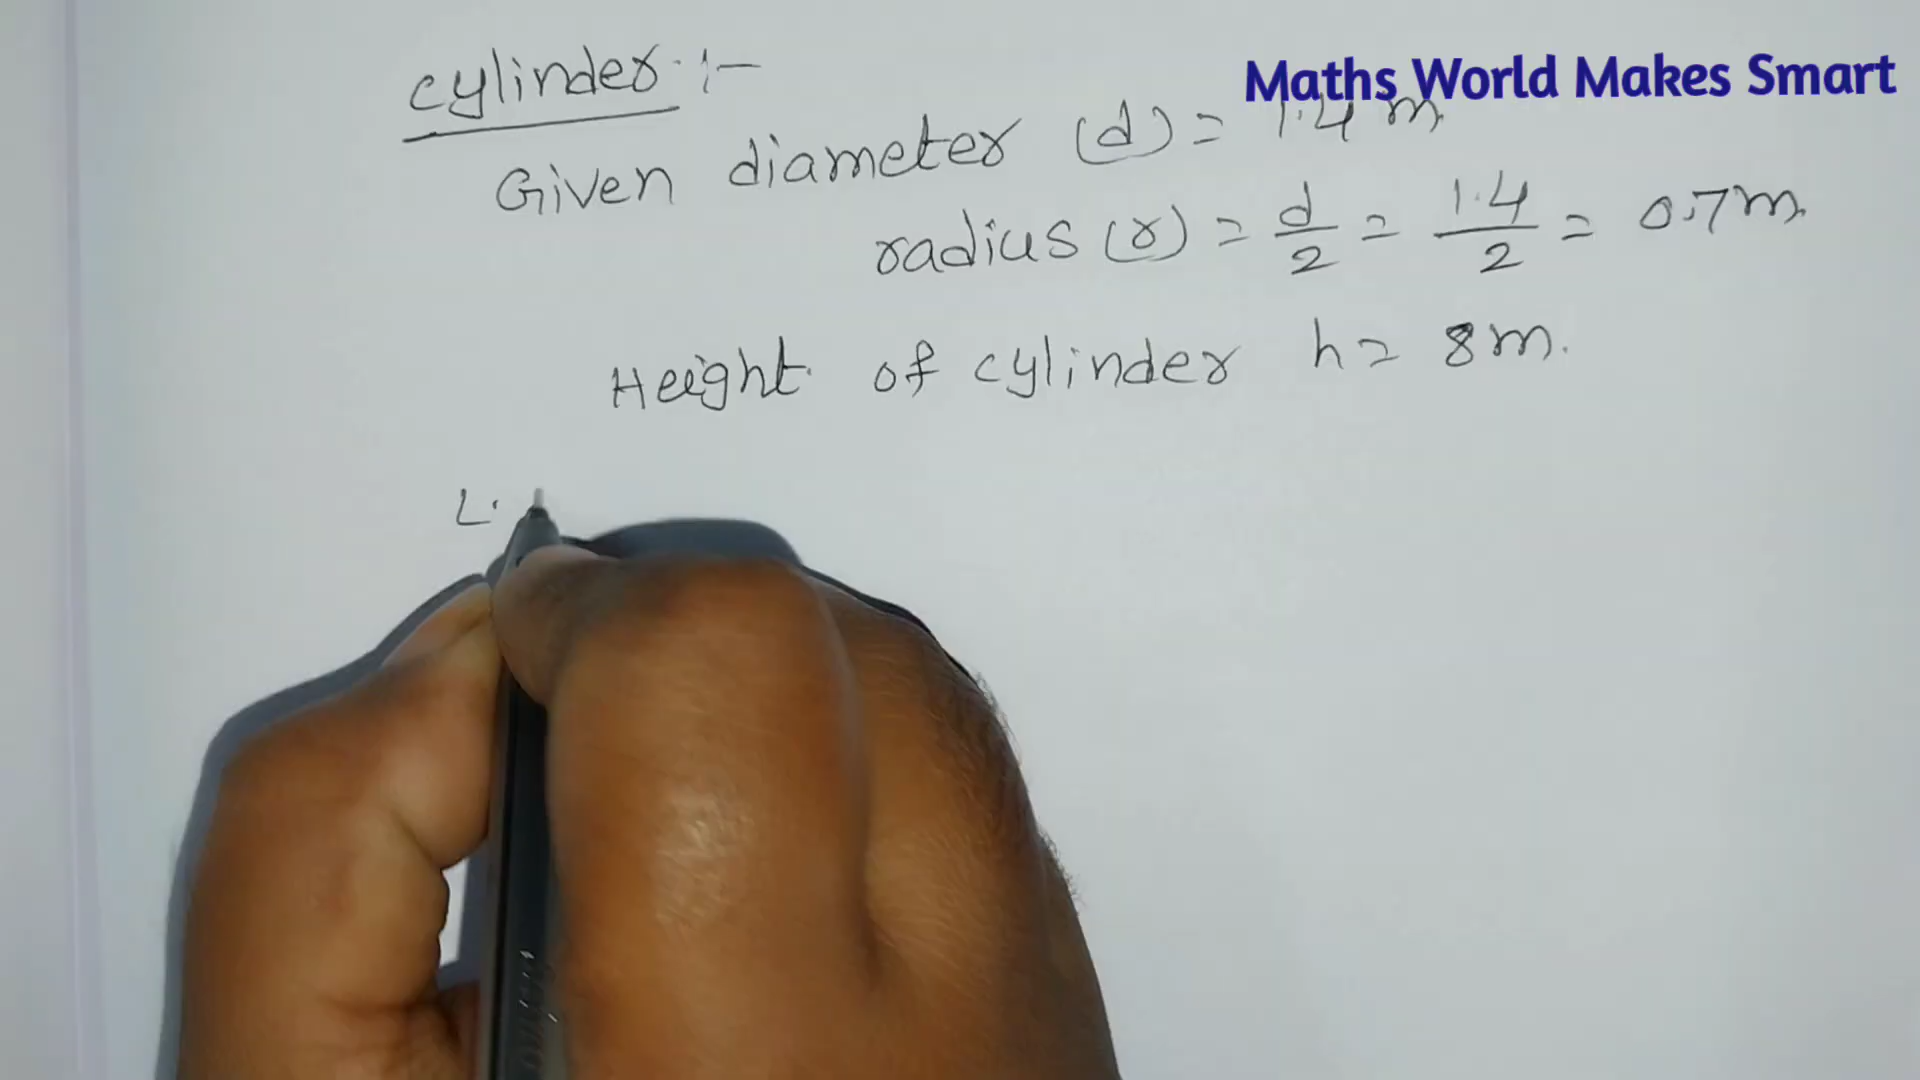 cylinder :-
Maths World Makes Smart
Given diameter (d) = 1.4 m.
radius (r) = d/2 = 1.4/2 = 0.7m.
Height of cylinder h = 8m.
L.